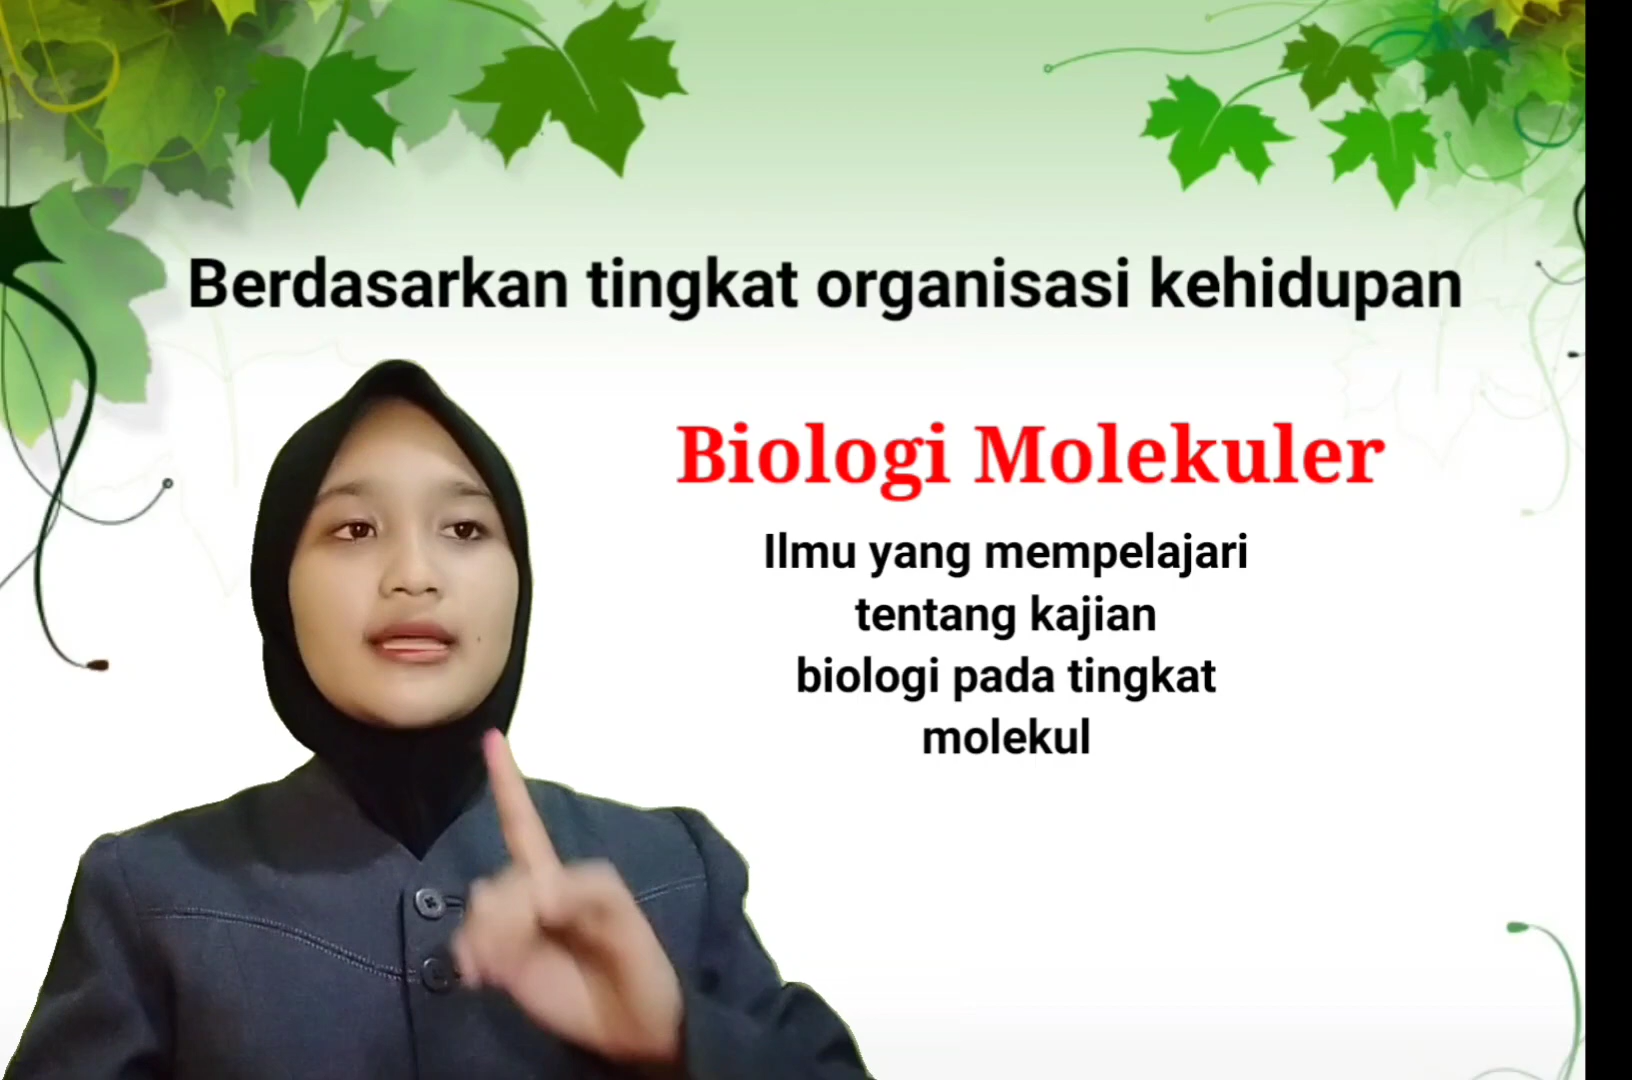 Berdasarkan tingkat organisasi kehidupan
Biologi Molekuler
Ilmu yang mempelajari
tentang kajian
biologi pada tingkat
molekul